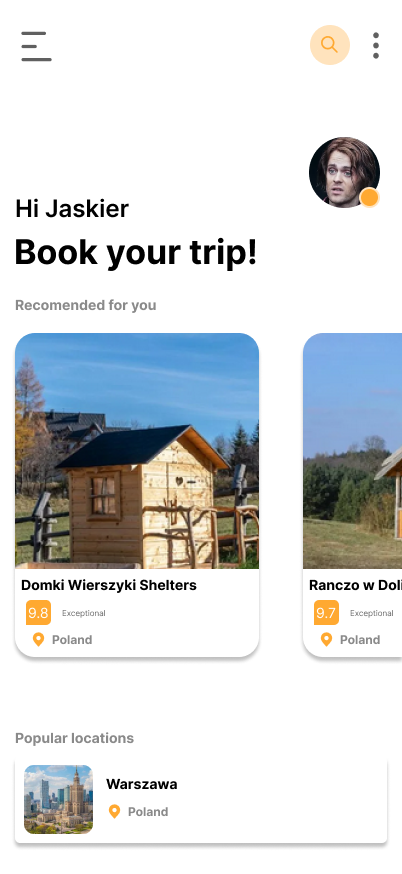 Hi Jaskier
Book your trip!
Recomended for you
Domki Wierszyki Shelters
9.8 Exceptional
Poland
Ranczo w Doli
9.7 Exceptional
Poland
Popular locations
Warszawa
Poland